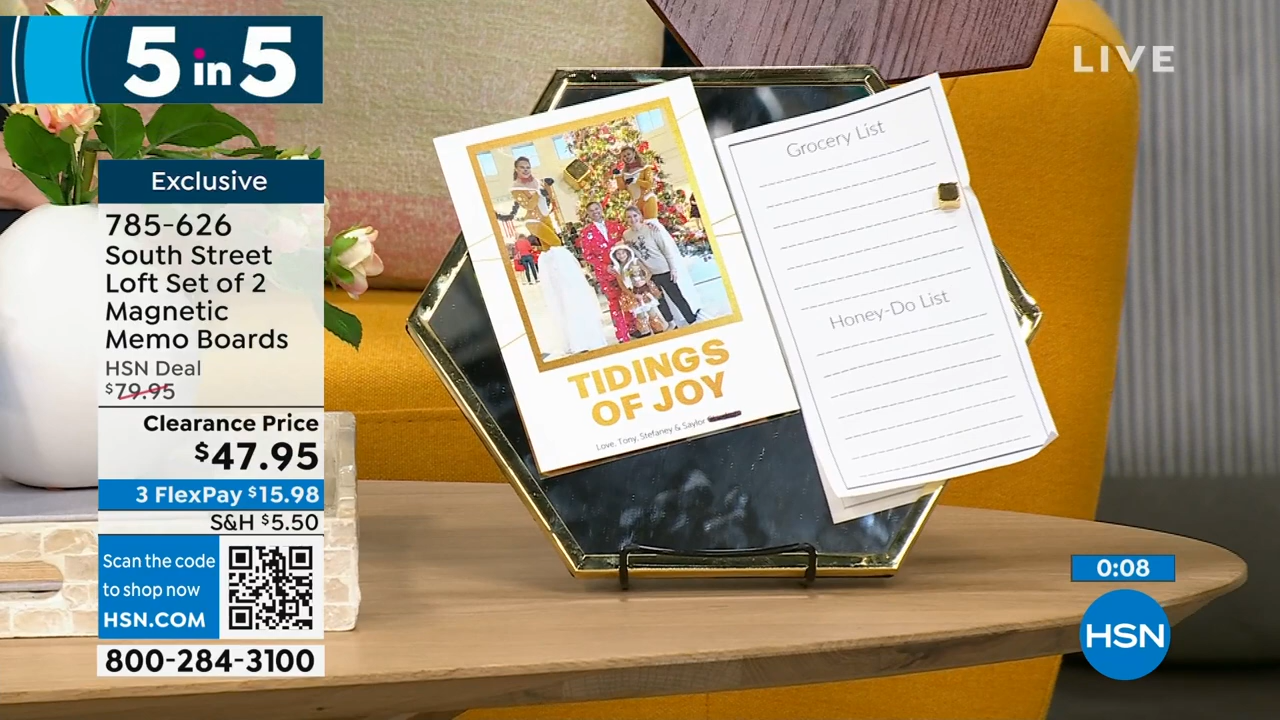 5 in 5
LIVE
Exclusive
785-626
South Street
Loft Set of 2
Magnetic
Memo Boards
HSN Deal
$79.95
Clearance Price
$47.95
3 FlexPay $15.98
S&H $5.50
Scan the code
to shop now
HSN.COM
800-284-3100
TIDINGS
OF JOY
Love, Tony, Stefaney & Saylor
Grocery List
Honey-Do List
0:08
HSN